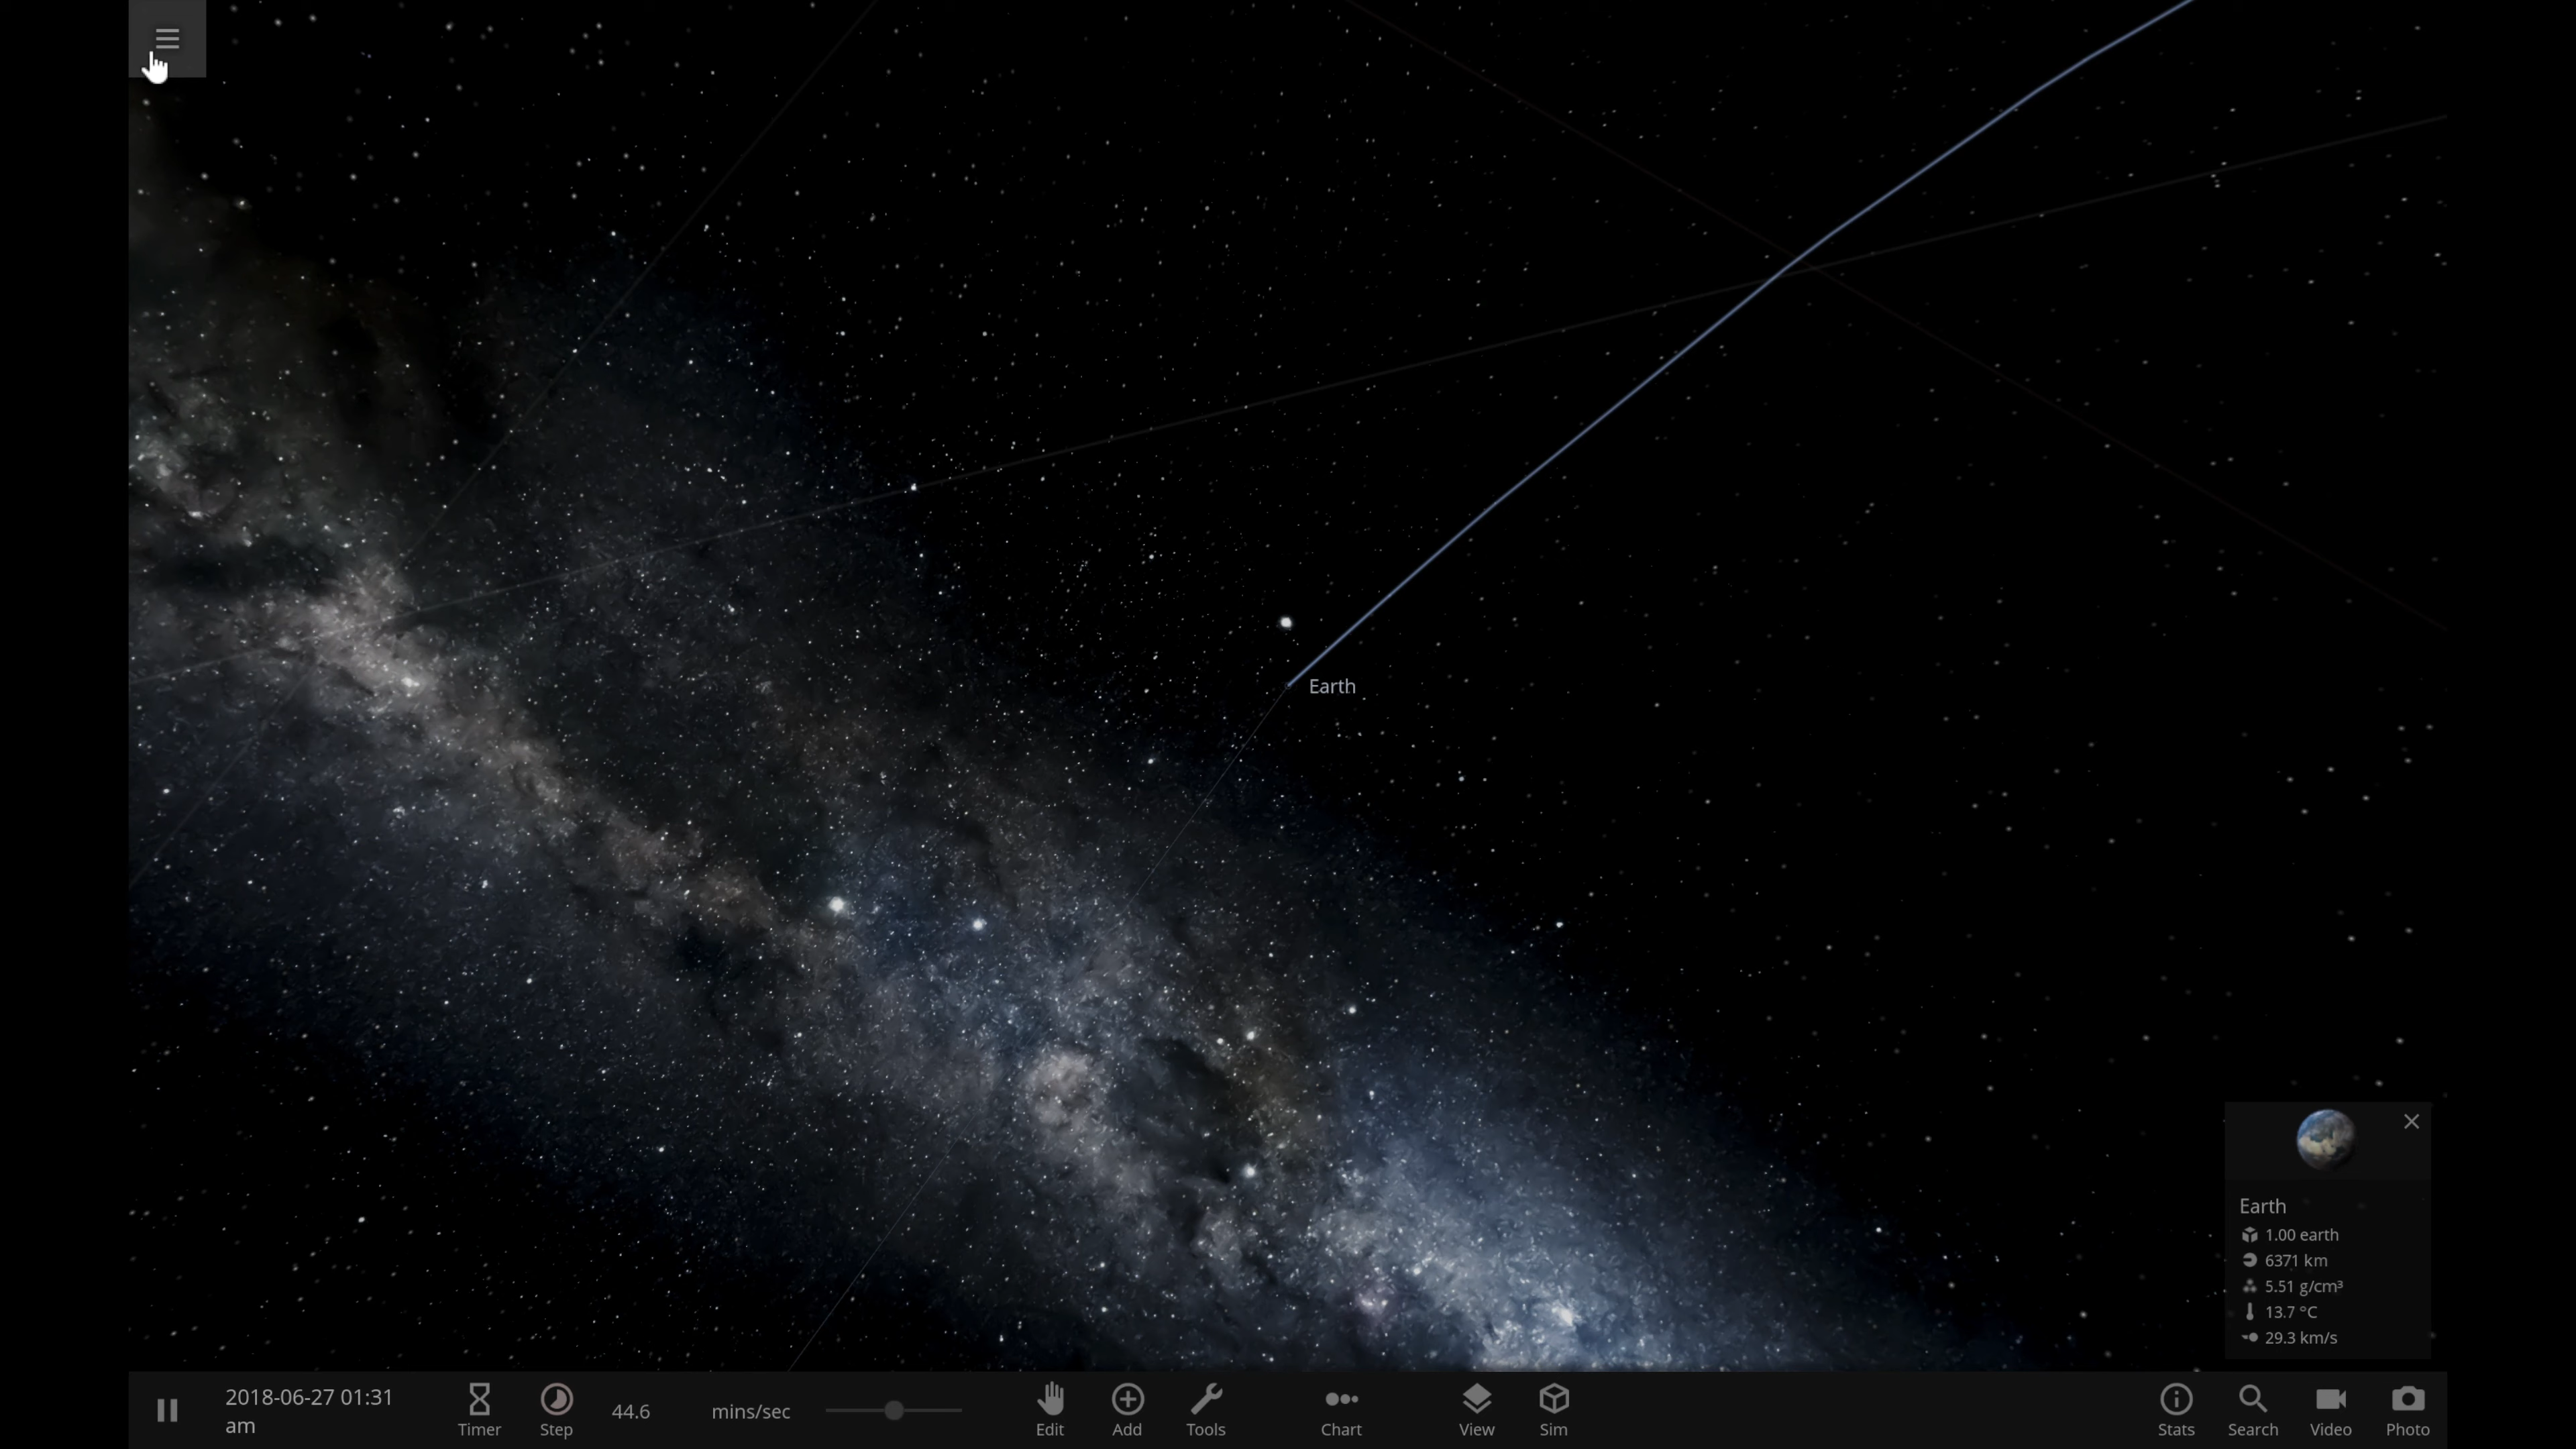 Earth
Earth
1.00 earth
6371 km
5.51 g/cm³
13.7 °C
29.3 km/s
2018-06-27 01:31
am
Timer
Step
44.6
mins/sec
Edit
Add
Tools
Chart
View
Sim
Stats
Search
Video
Photo